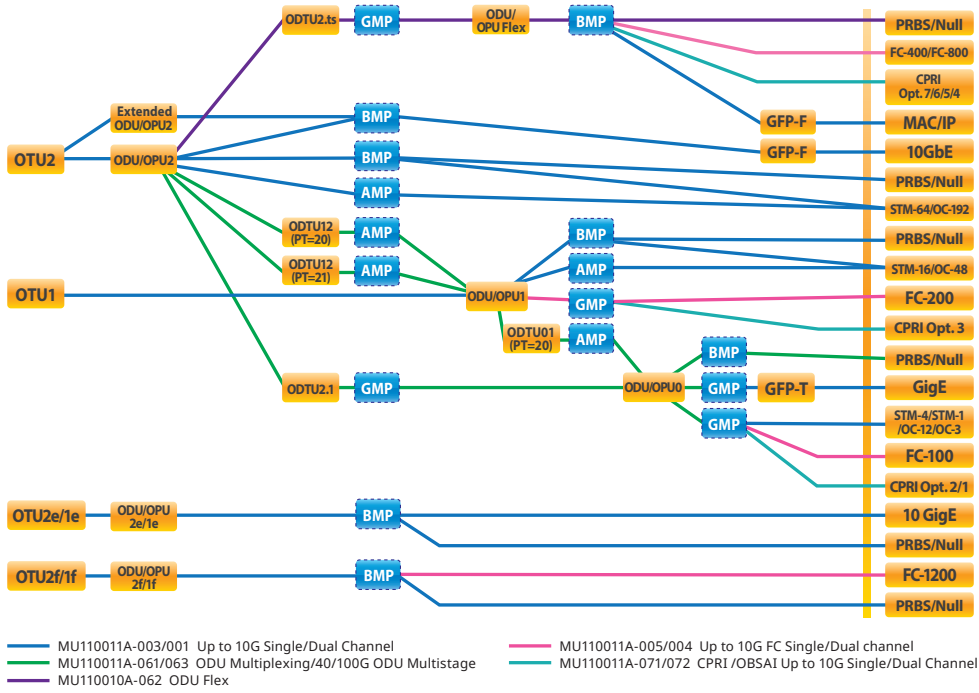 ODTU2.ts
GMP
ODU/
OPU Flex
BMP
PRBS/Null
FC-400/FC-800
CPRI
Opt.7/6/5/4
Extended
ODU/OPU2
BMP
GFP-F
MAC/IP
OTU2
ODU/OPU2
BMP
GFP-F
10GbE
PRBS/Null
AMP
STM-64/OC-192
ODTU12
(PT=20)
AMP
BMP
PRBS/Null
ODTU12
(PT=21)
AMP
AMP
STM-16/OC-48
OTU1
ODU/OPU1
GMP
FC-200
CPRI Opt. 3
ODTU01
(PT=20)
AMP
BMP
PRBS/Null
ODTU2.1
GMP
ODU/OPU0
GMP
GFP-T
GigE
GMP
STM-4/STM-1
/OC-12/OC-3
FC-100
CPRI Opt. 2/1
OTU2e/1e
ODU/OPU
2e/1e
BMP
10 GigE
PRBS/Null
OTU2f/1f
ODU/OPU
2f/1f
BMP
FC-1200
PRBS/Null
MU110011A-003/001 Up to 10G Single/Dual Channel
MU110011A-061/063 ODU Multiplexing/40/100G ODU Multistage
MU110010A-062 ODU Flex
MU110011A-005/004 Up to 10G FC Single/Dual channel
MU110011A-071/072 CPRI /OBSAI Up to 10G Single/Dual Channel